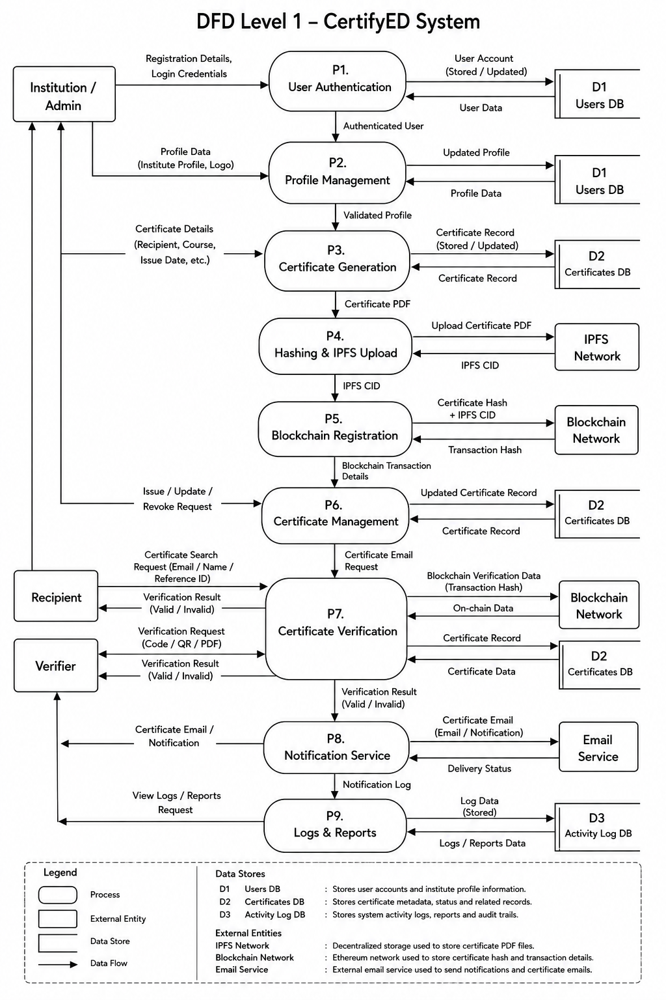 DFD Level 1 – CertifyED System
Registration Details,
Login Credentials
Institution /
Admin
P1.
User Authentication
User Account
(Stored / Updated)
User Data
D1
Users DB
Authenticated User
Profile Data
(Institute Profile, Logo)
P2.
Profile Management
Updated Profile
Profile Data
D1
Users DB
Validated Profile
Certificate Details
(Recipient, Course,
Issue Date, etc.)
P3.
Certificate Generation
Certificate Record
(Stored / Updated)
Certificate Record
D2
Certificates DB
Certificate PDF
P4.
Hashing & IPFS Upload
Upload Certificate PDF
IPFS CID
IPFS
Network
IPFS CID
P5.
Blockchain Registration
Certificate Hash
+ IPFS CID
Transaction Hash
Blockchain
Network
Blockchain Transaction
Details
Issue / Update /
Revoke Request
P6.
Certificate Management
Updated Certificate Record
Certificate Record
D2
Certificates DB
Certificate Email
Request
Certificate Search
Request (Email / Name /
Reference ID)
Recipient
Verification Result
(Valid / Invalid)
P7.
Certificate Verification
Blockchain Verification Data
(Transaction Hash)
On-chain Data
Blockchain
Network
Verification Request
(Code / QR / PDF)
Verifier
Verification Result
(Valid / Invalid)
Certificate Record
Certificate Data
D2
Certificates DB
Verification Result
(Valid / Invalid)
Certificate Email /
Notification
P8.
Notification Service
Certificate Email
(Email / Notification)
Delivery Status
Email
Service
Notification Log
View Logs / Reports
Request
P9.
Logs & Reports
Log Data
(Stored)
Logs / Reports Data
D3
Activity Log DB
Legend
Process
External Entity
Data Store
Data Flow
Data Stores
D1 Users DB : Stores user accounts and institute profile information.
D2 Certificates DB : Stores certificate metadata, status and related records.
D3 Activity Log DB : Stores system activity logs, reports and audit trails.
External Entities
IPFS Network : Decentralized storage used to store certificate PDF files.
Blockchain Network : Ethereum network used to store certificate hash and transaction details.
Email Service : External email service used to send notifications and certificate emails.